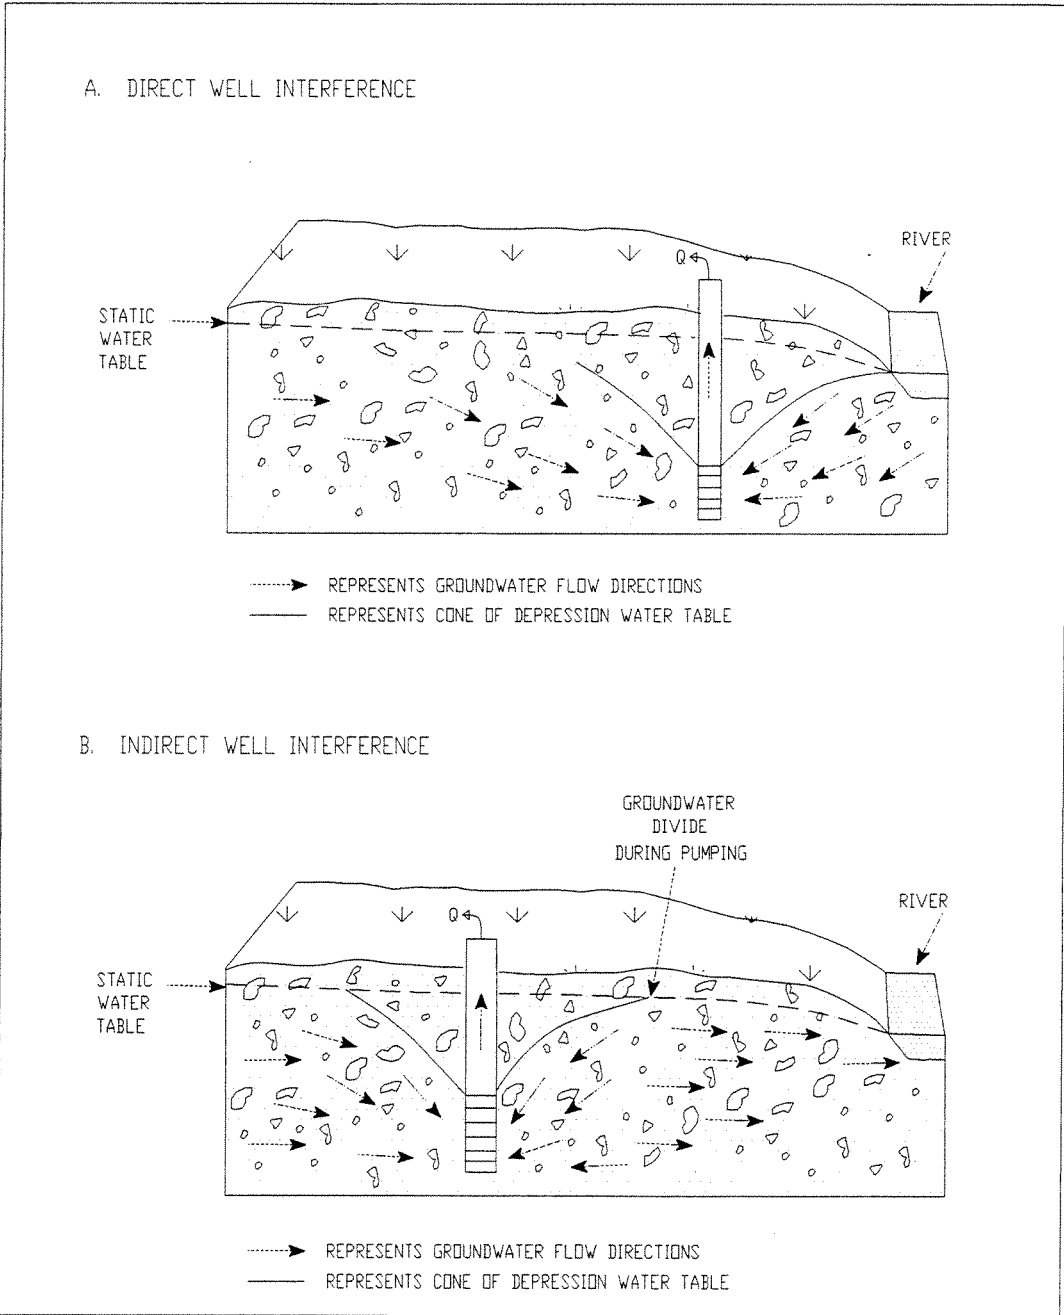 A. DIRECT WELL INTERFERENCE
RIVER
Q
STATIC
WATER
TABLE
REPRESENTS GROUNDWATER FLOW DIRECTIONS
REPRESENTS CONE OF DEPRESSION WATER TABLE
B. INDIRECT WELL INTERFERENCE
GROUNDWATER
DIVIDE
DURING PUMPING
RIVER
Q
STATIC
WATER
TABLE
REPRESENTS GROUNDWATER FLOW DIRECTIONS
REPRESENTS CONE OF DEPRESSION WATER TABLE